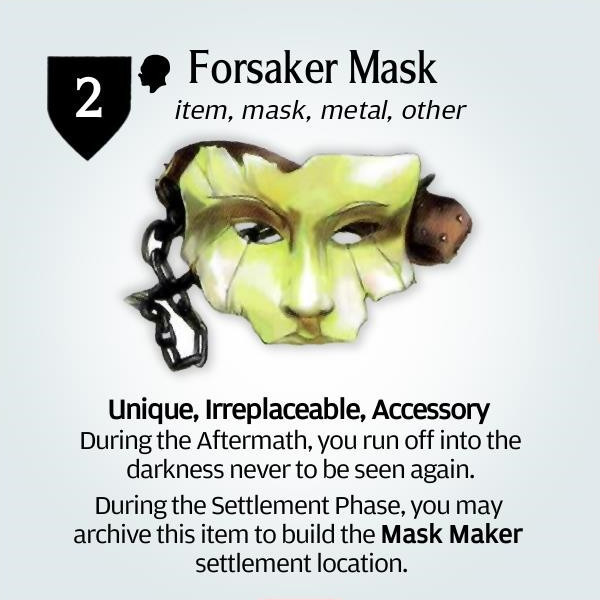 2
Forsaker Mask
item, mask, metal, other
Unique, Irreplaceable, Accessory
During the Aftermath, you run off into the
darkness never to be seen again.
During the Settlement Phase, you may
archive this item to build the Mask Maker
settlement location.